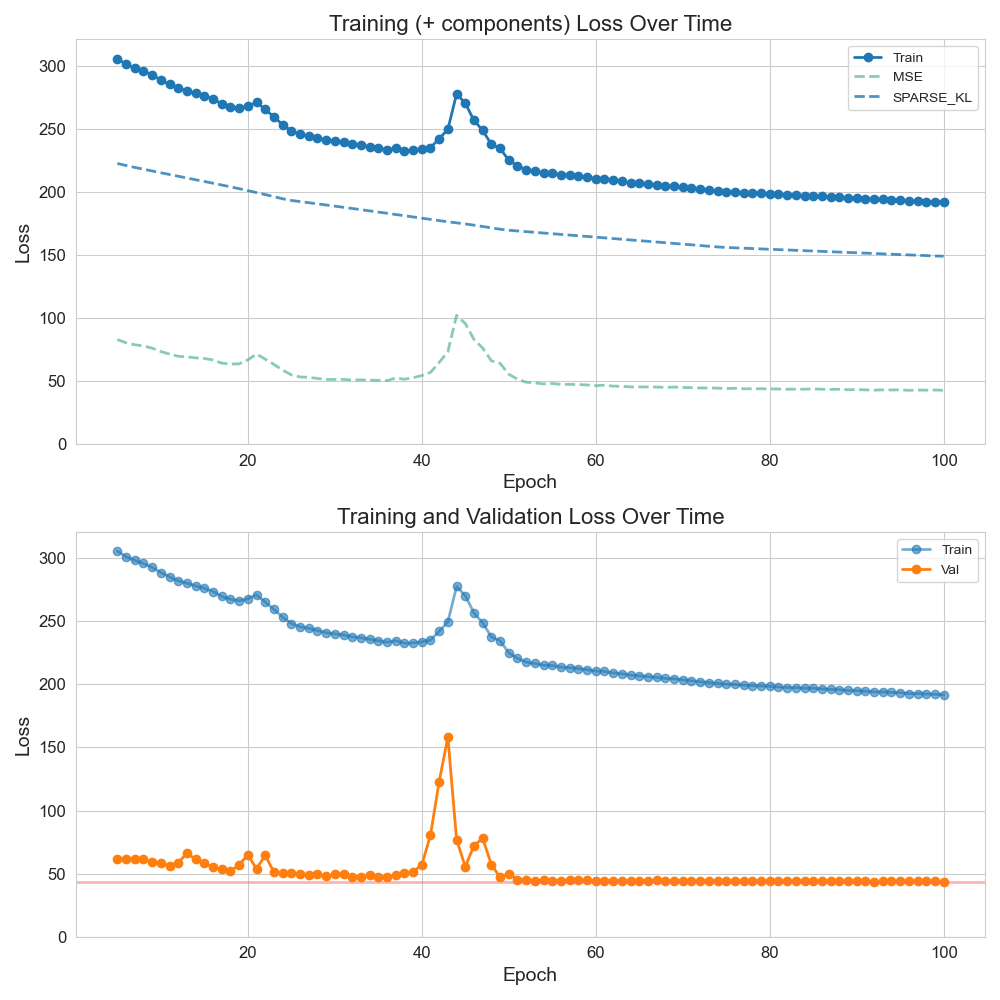 Training (+ components) Loss Over Time
Train
MSE
SPARSE_KL
300
250
200
150
100
50
0
Loss
20 40 60 80 100
Epoch
Training and Validation Loss Over Time
Train
Val
300
250
200
150
100
50
0
Loss
20 40 60 80 100
Epoch